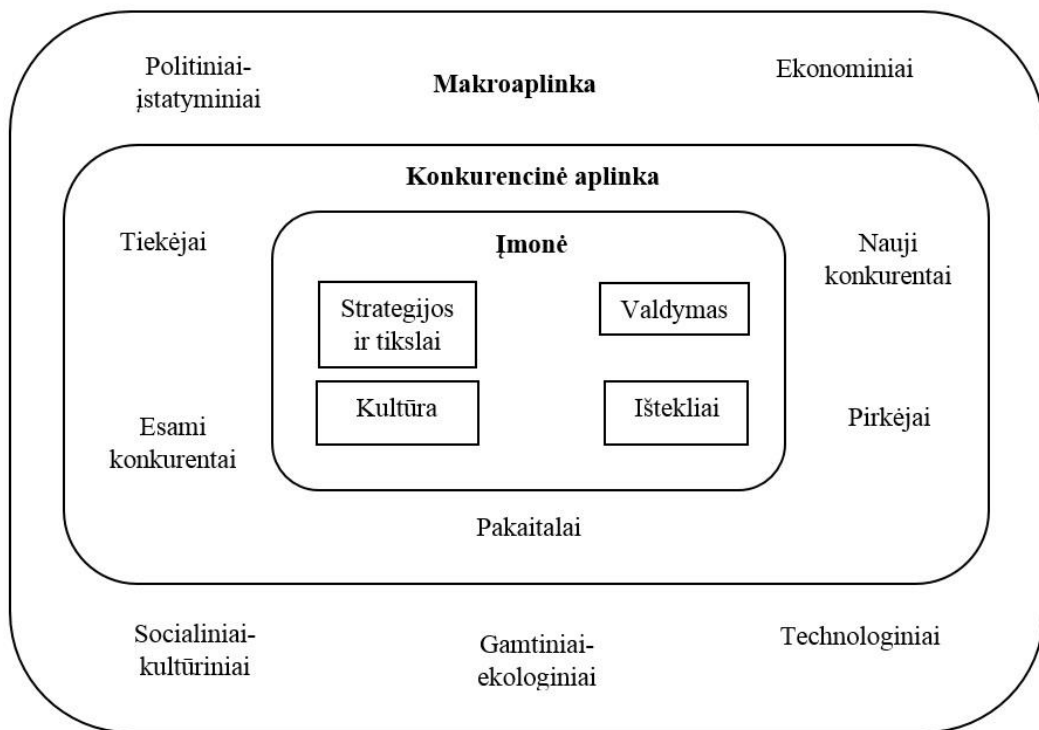 Politiniai-
įstatyminiai
Makroaplinka
Ekonominiai
Konkurencinė aplinka
Tiekėjai
Įmonė
Nauji
konkurentai
Strategijos
ir tikslai
Valdymas
Kultūra
Ištekliai
Esami
konkurentai
Pirkėjai
Pakaitalai
Socialiniai-
kultūriniai
Gamtiniai-
ekologiniai
Technologiniai